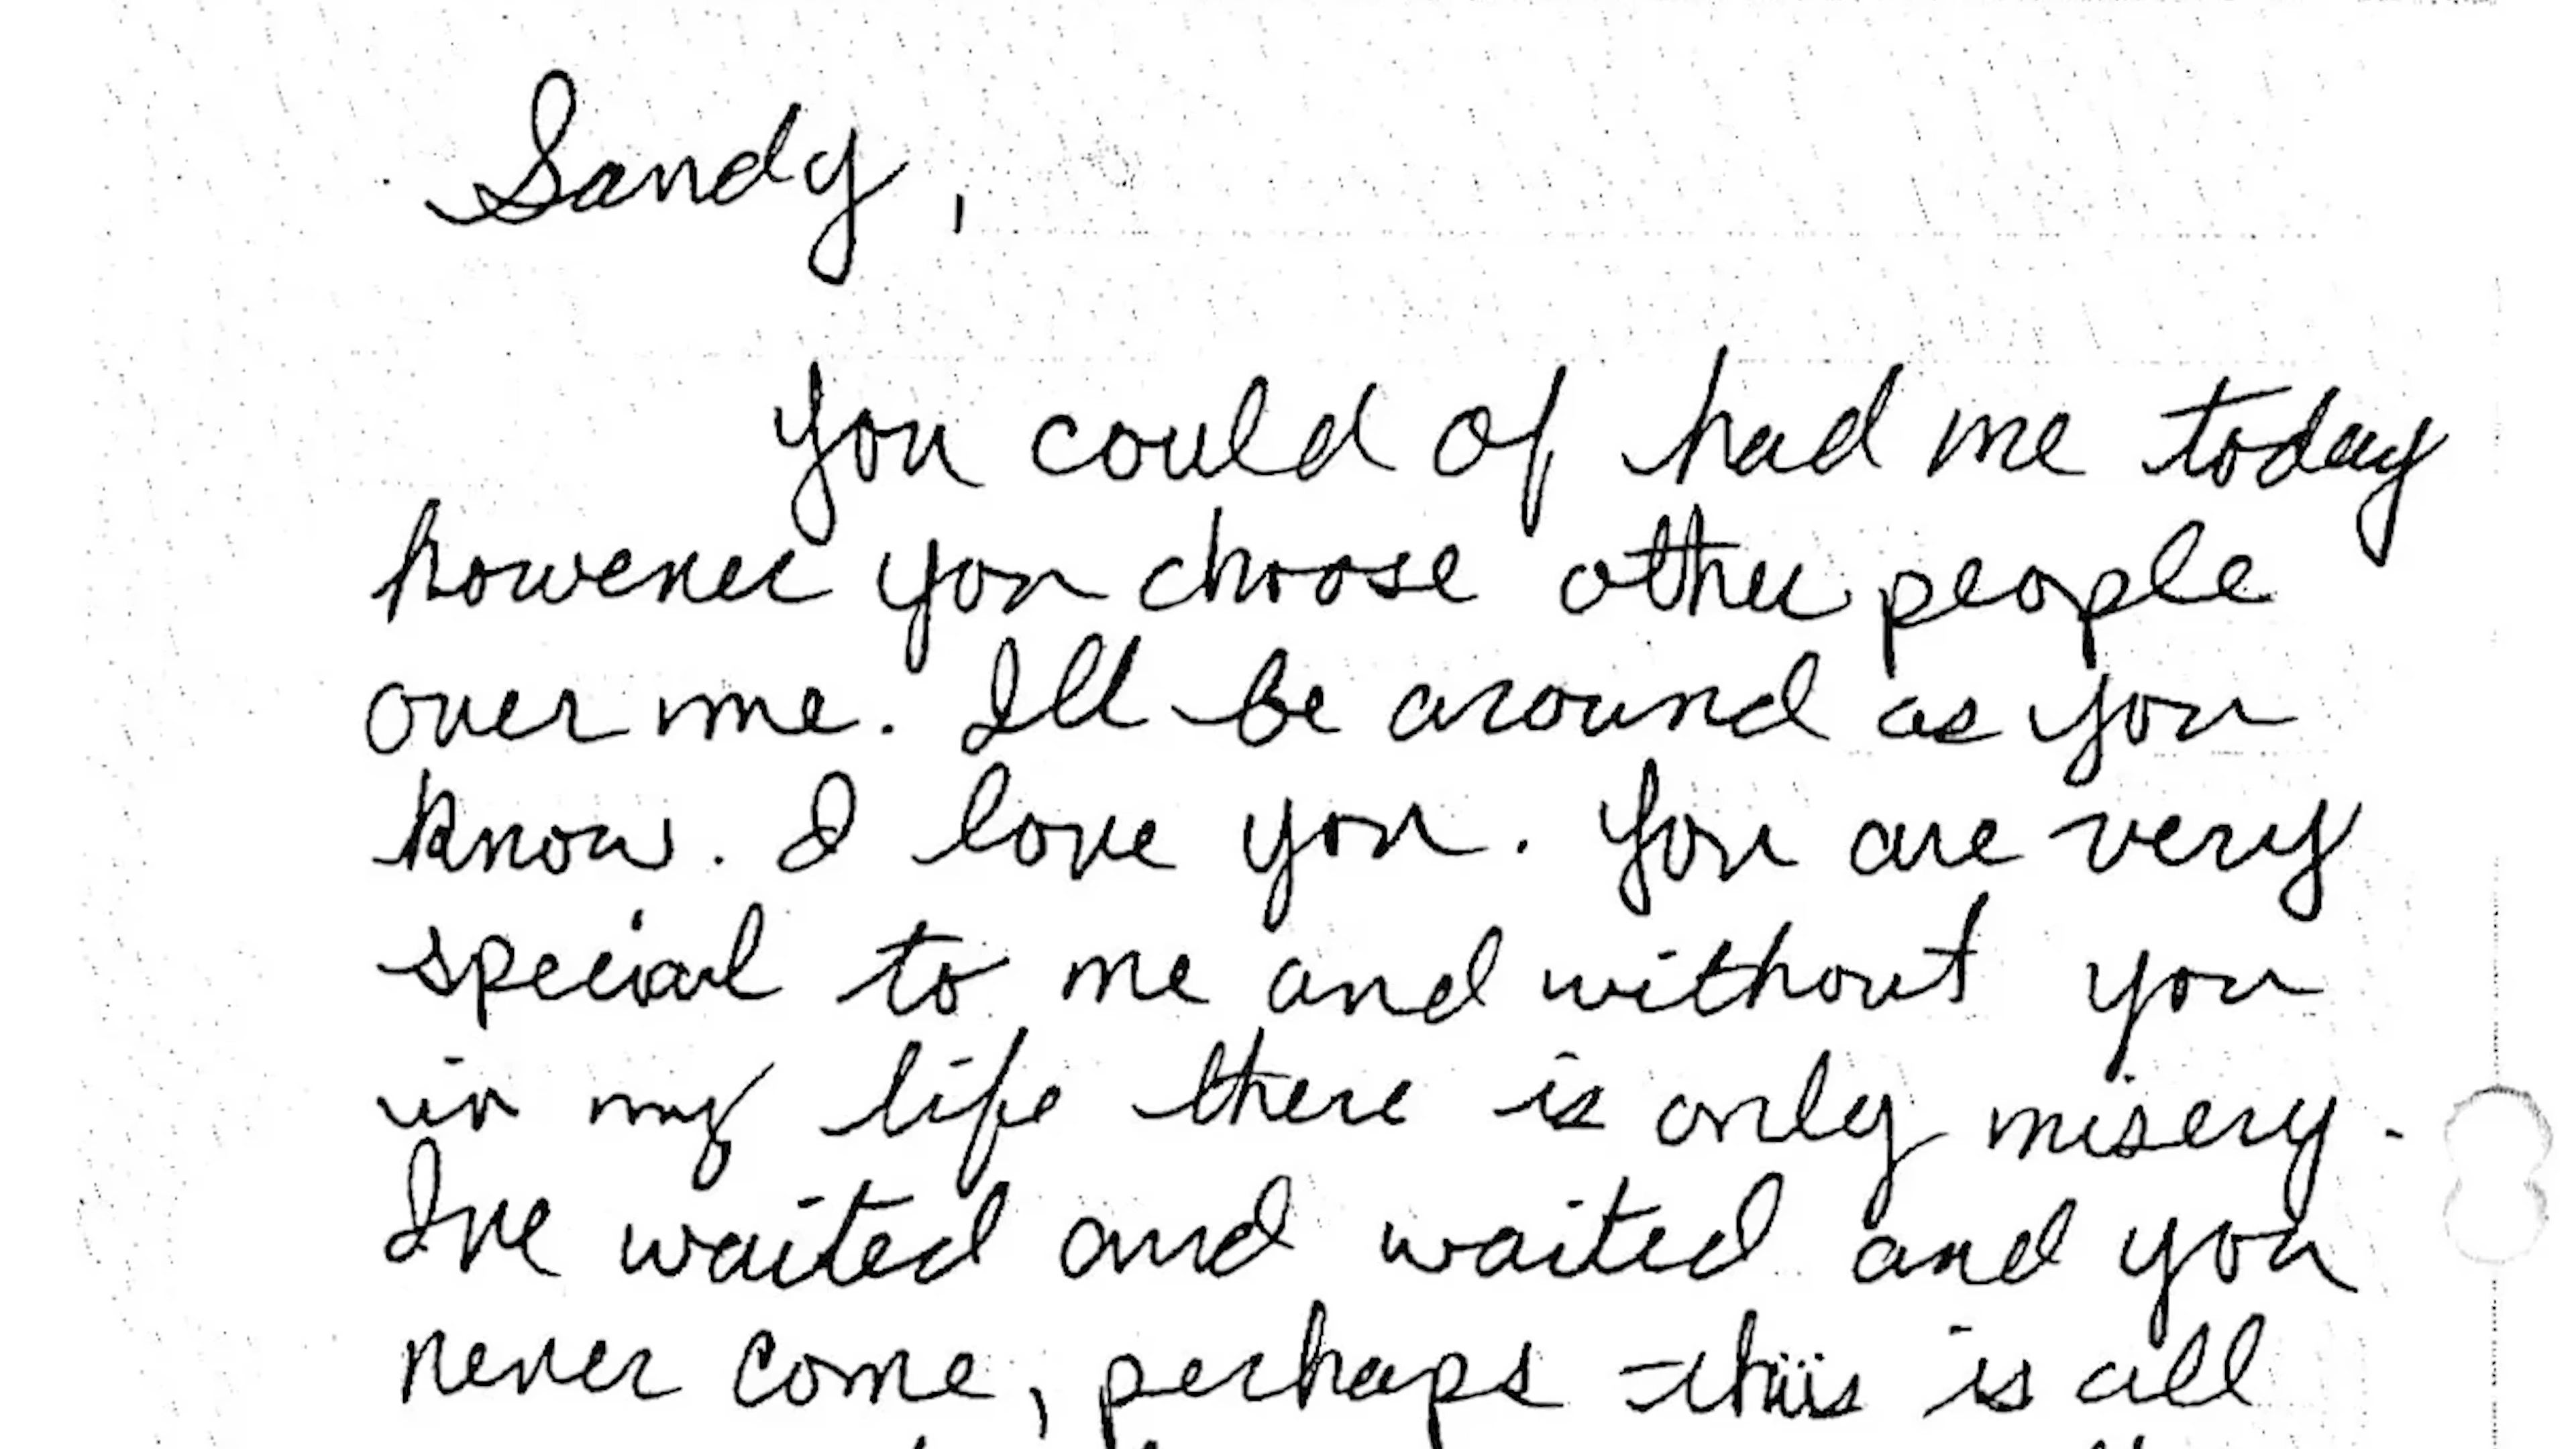 Sandy,
You could of had me today
however you choose other people
over me. Ill be around as you
know. I love you. You are very
special to me and without you
in my life there is only misery.
Ive waited and waited and you
never come, perhaps this is all